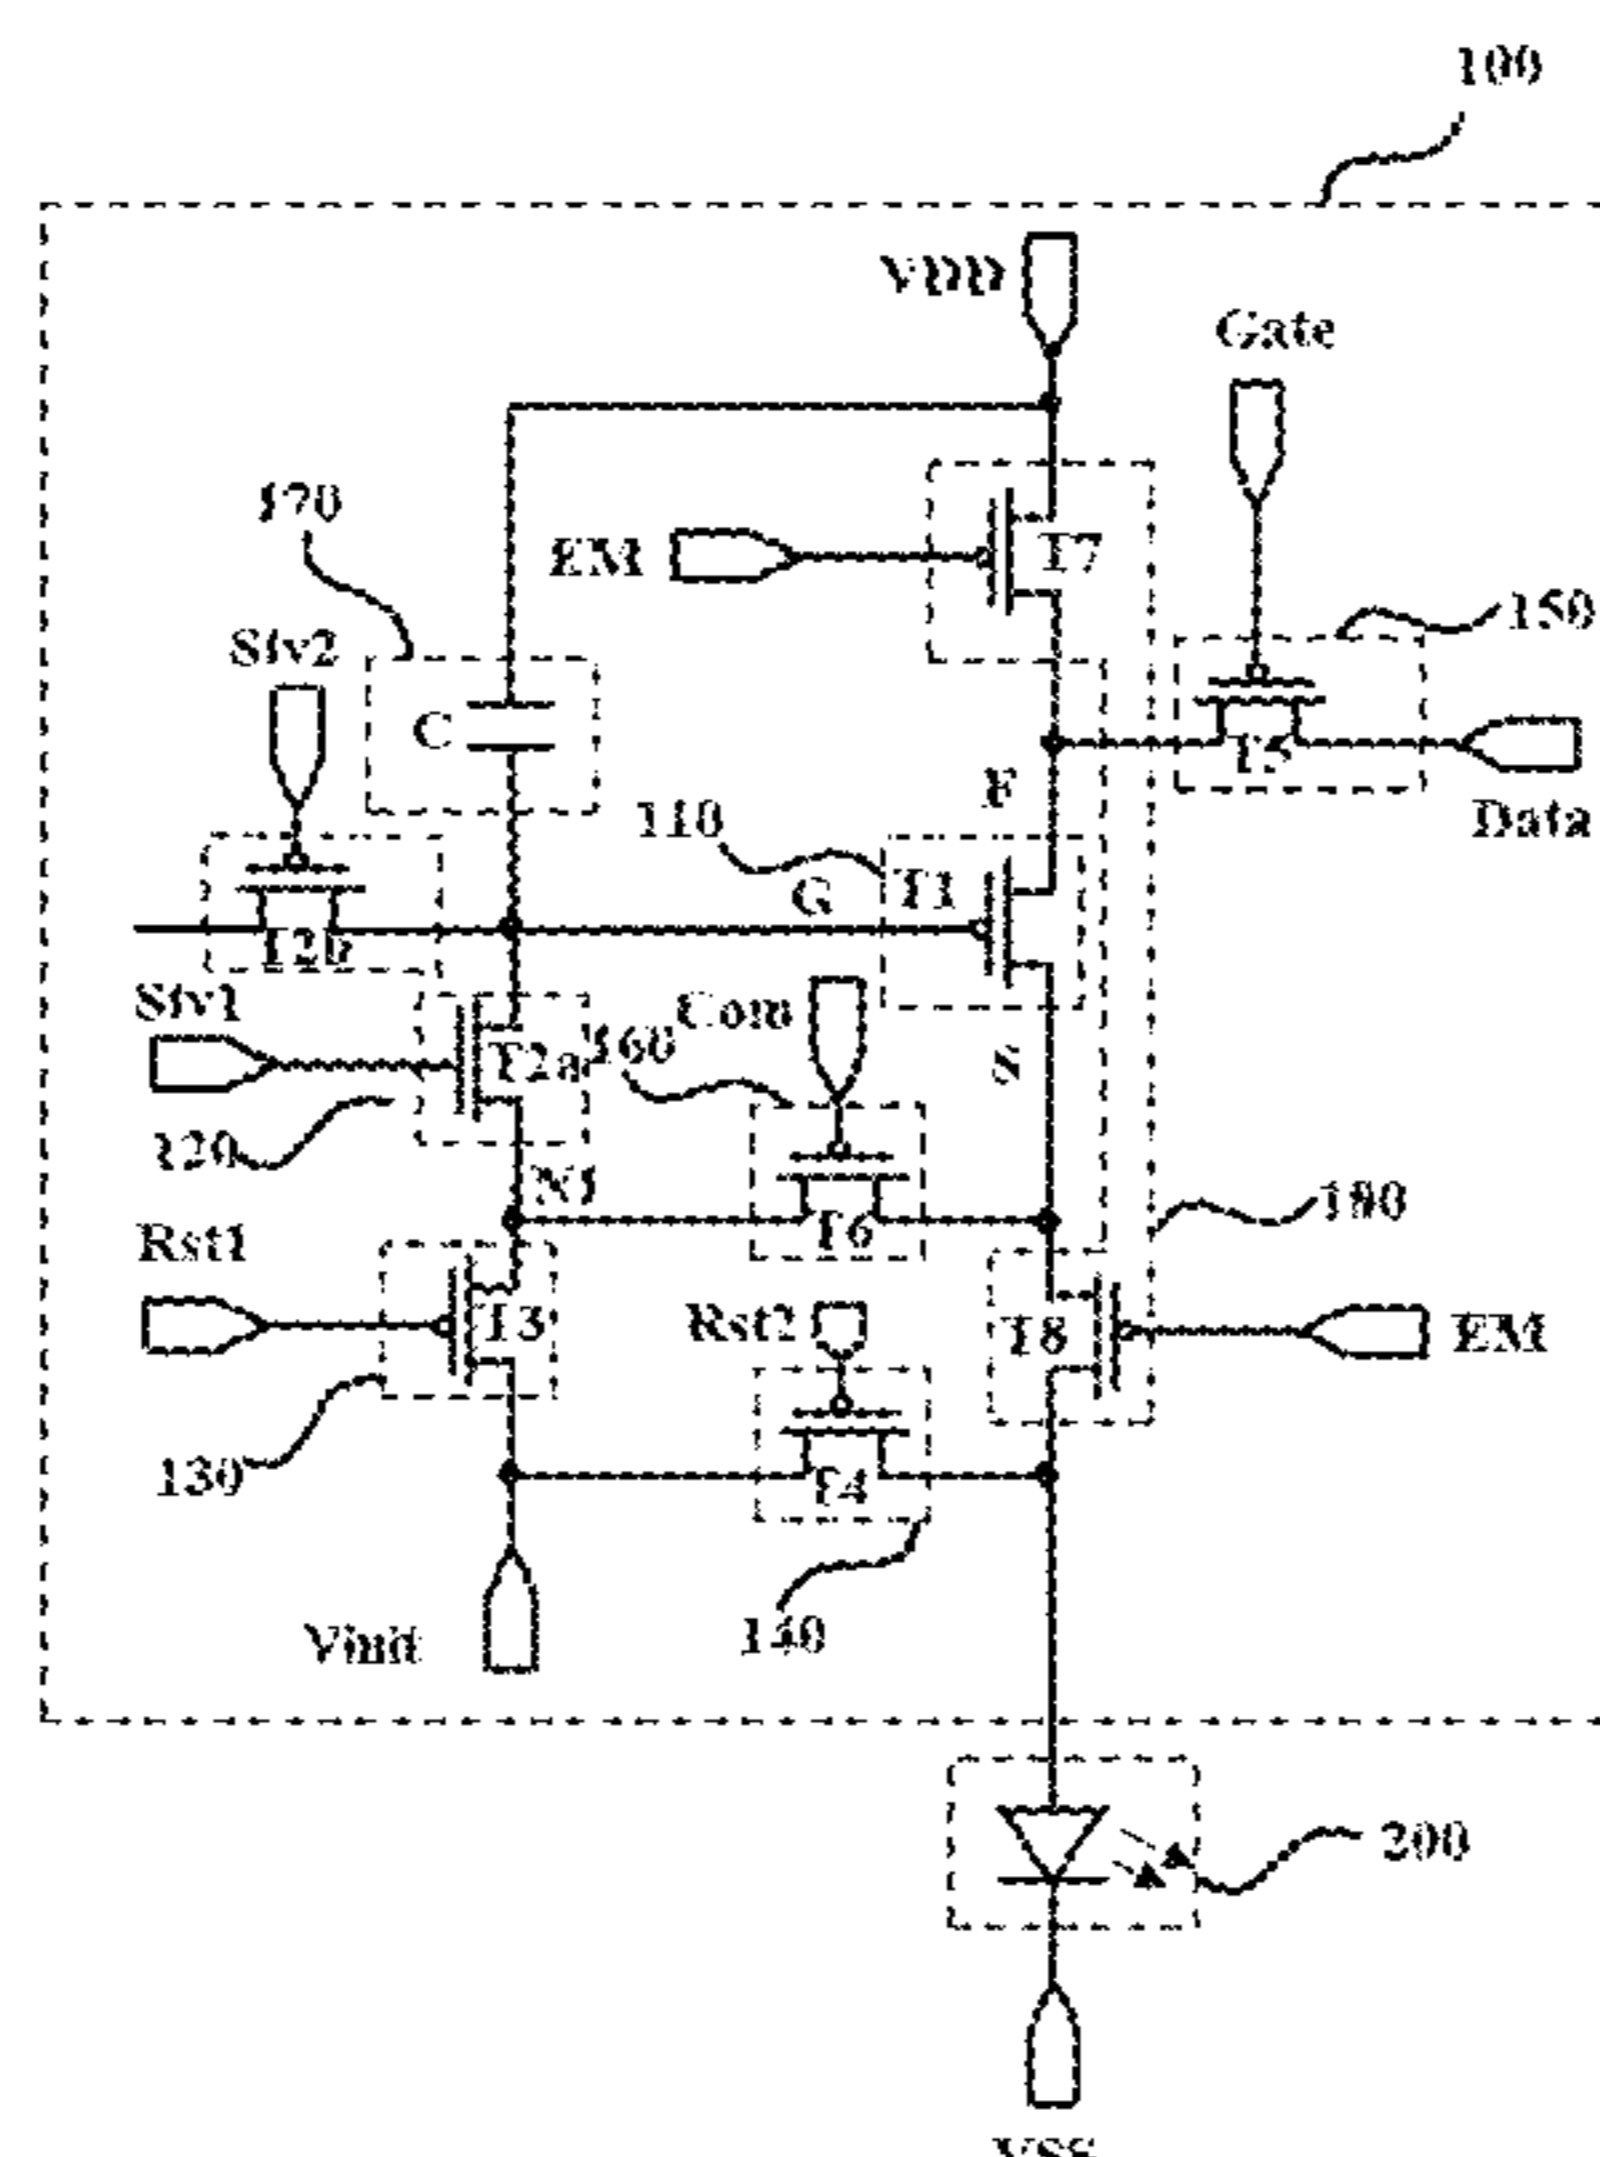 100
VDD
Gate
170
EM
T7
150
Stv2
C
T5
F
110
Data
T1
G
T2b
Stv1
Com
T2a
160
S
120
N1
180
Rst1
T6
T3
Rst2
T8
EM
130
T4
Vinit
140
200
VSS